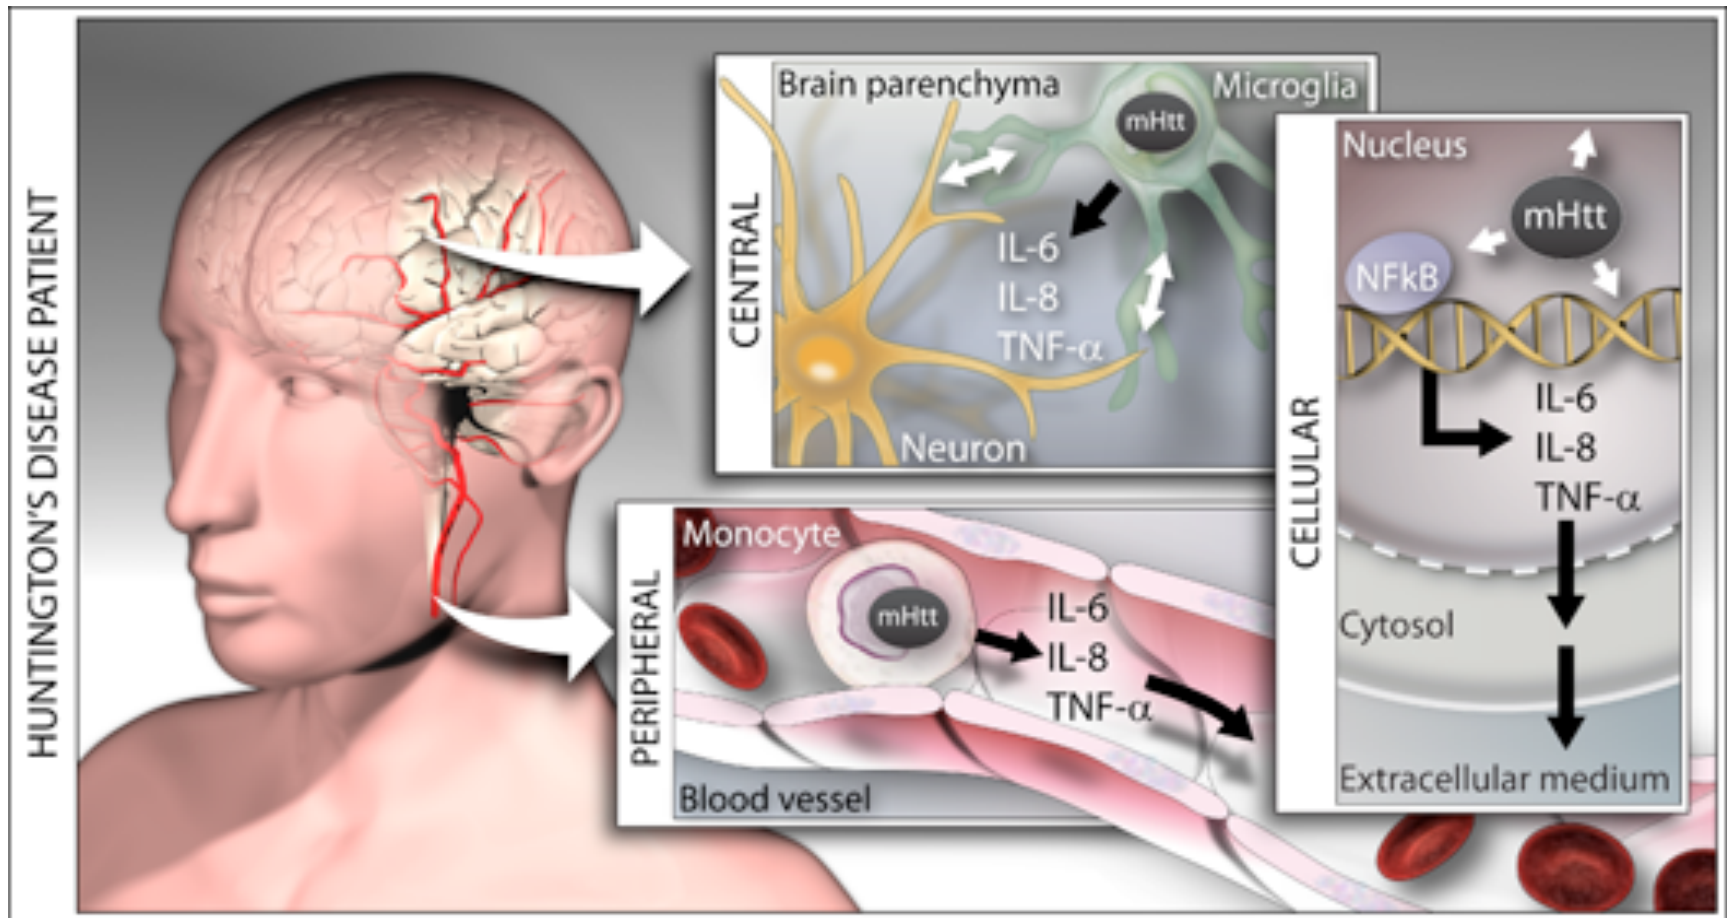 HUNTINGTON'S DISEASE PATIENT
CENTRAL
Brain parenchyma
Microglia
mHtt
IL-6
IL-8
TNF-α
Neuron
PERIPHERAL
Monocyte
mHtt
IL-6
IL-8
TNF-α
Blood vessel
CELLULAR
Nucleus
mHtt
NFkB
IL-6
IL-8
TNF-α
Cytosol
Extracellular medium